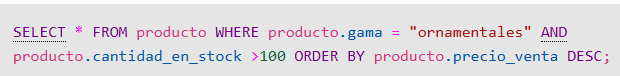 SELECT * FROM producto WHERE producto.gama = "ornamentales" AND
producto.cantidad_en_stock >100 ORDER BY producto.precio_venta DESC;